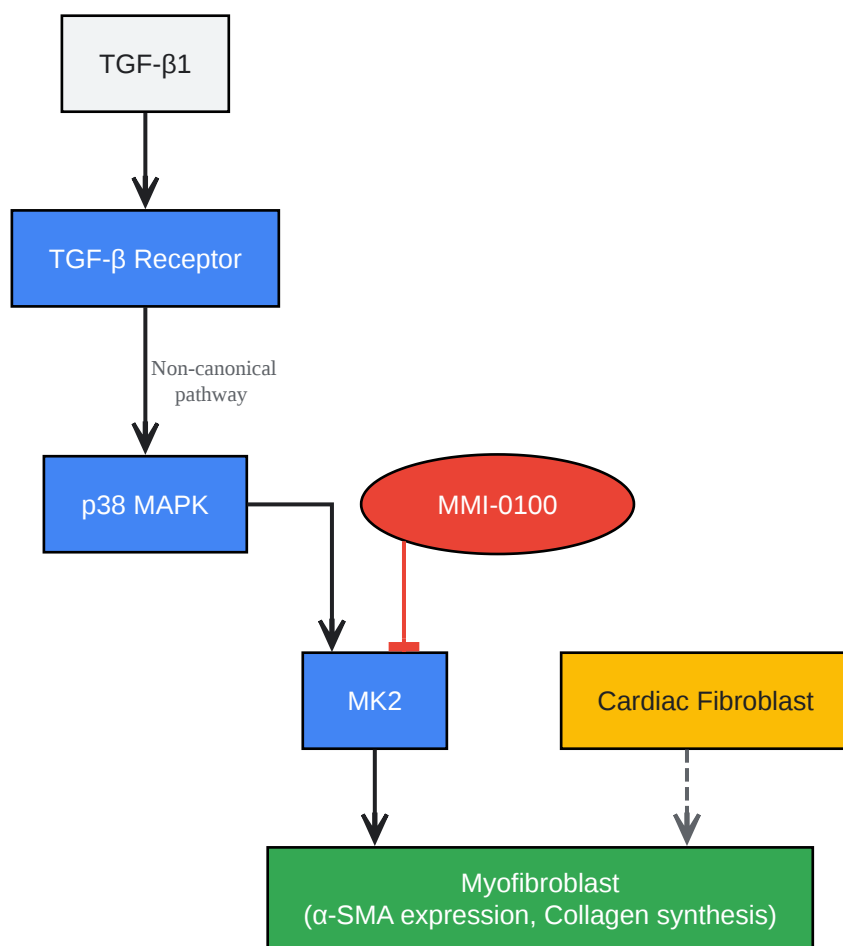 TGF-β1
TGF-β Receptor
Non-canonical
pathway
p38 MAPK
MMI-0100
MK2
Cardiac Fibroblast
Myofibroblast
(α-SMA expression, Collagen synthesis)